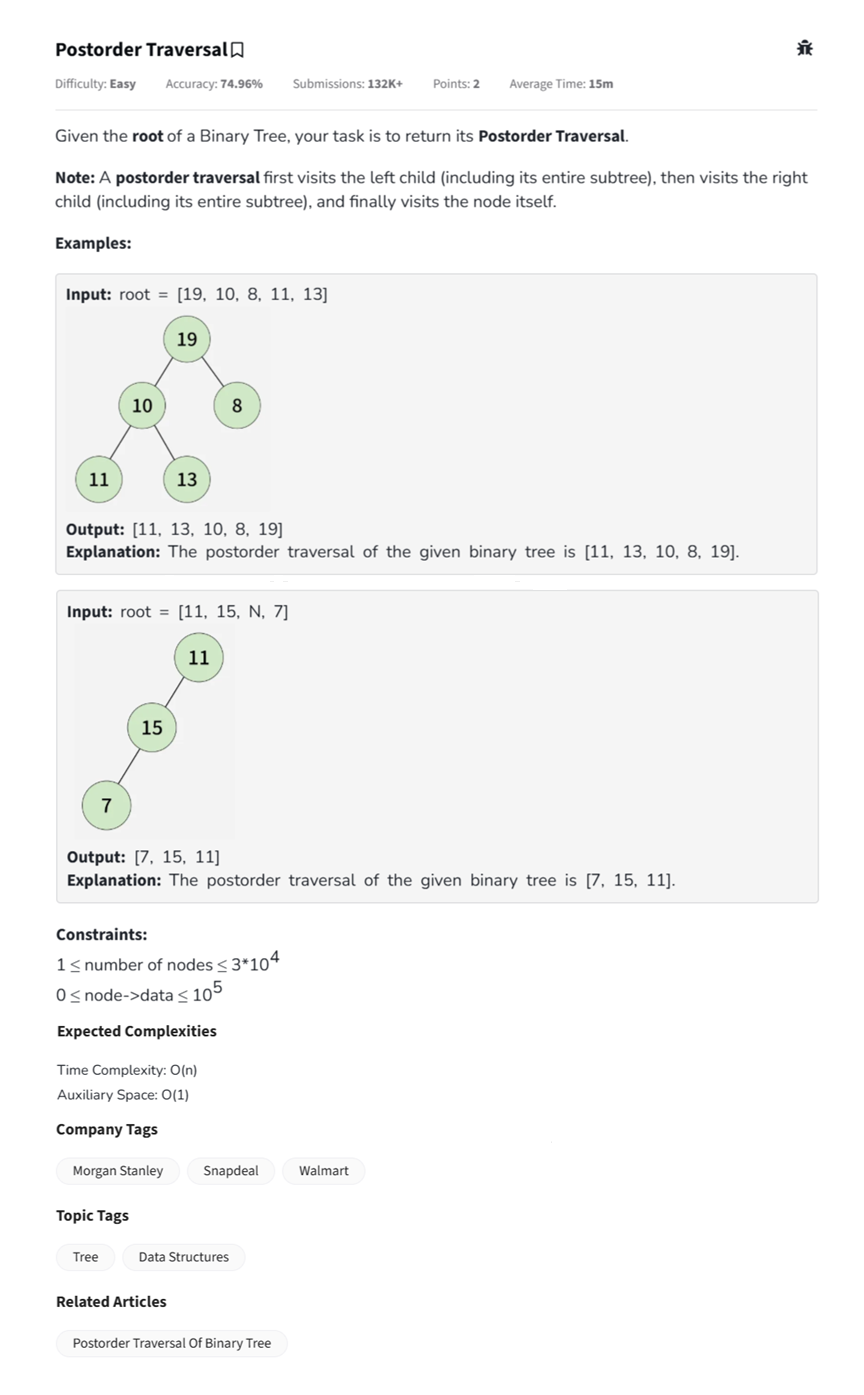 Postorder Traversal
Difficulty: Easy Accuracy: 74.96% Submissions: 132K+ Points: 2 Average Time: 15m
Given the root of a Binary Tree, your task is to return its Postorder Traversal.
Note: A postorder traversal first visits the left child (including its entire subtree), then visits the right
child (including its entire subtree), and finally visits the node itself.
Examples:
Input: root = [19, 10, 8, 11, 13]
19
10 8
11 13
Output: [11, 13, 10, 8, 19]
Explanation: The postorder traversal of the given binary tree is [11, 13, 10, 8, 19].
Input: root = [11, 15, N, 7]
11
15
7
Output: [7, 15, 11]
Explanation: The postorder traversal of the given binary tree is [7, 15, 11].
Constraints:
1 ≤ number of nodes ≤ 3*10^4
0 ≤ node->data ≤ 10^5
Expected Complexities
Time Complexity: O(n)
Auxiliary Space: O(1)
Company Tags
Morgan Stanley Snapdeal Walmart
Topic Tags
Tree Data Structures
Related Articles
Postorder Traversal Of Binary Tree